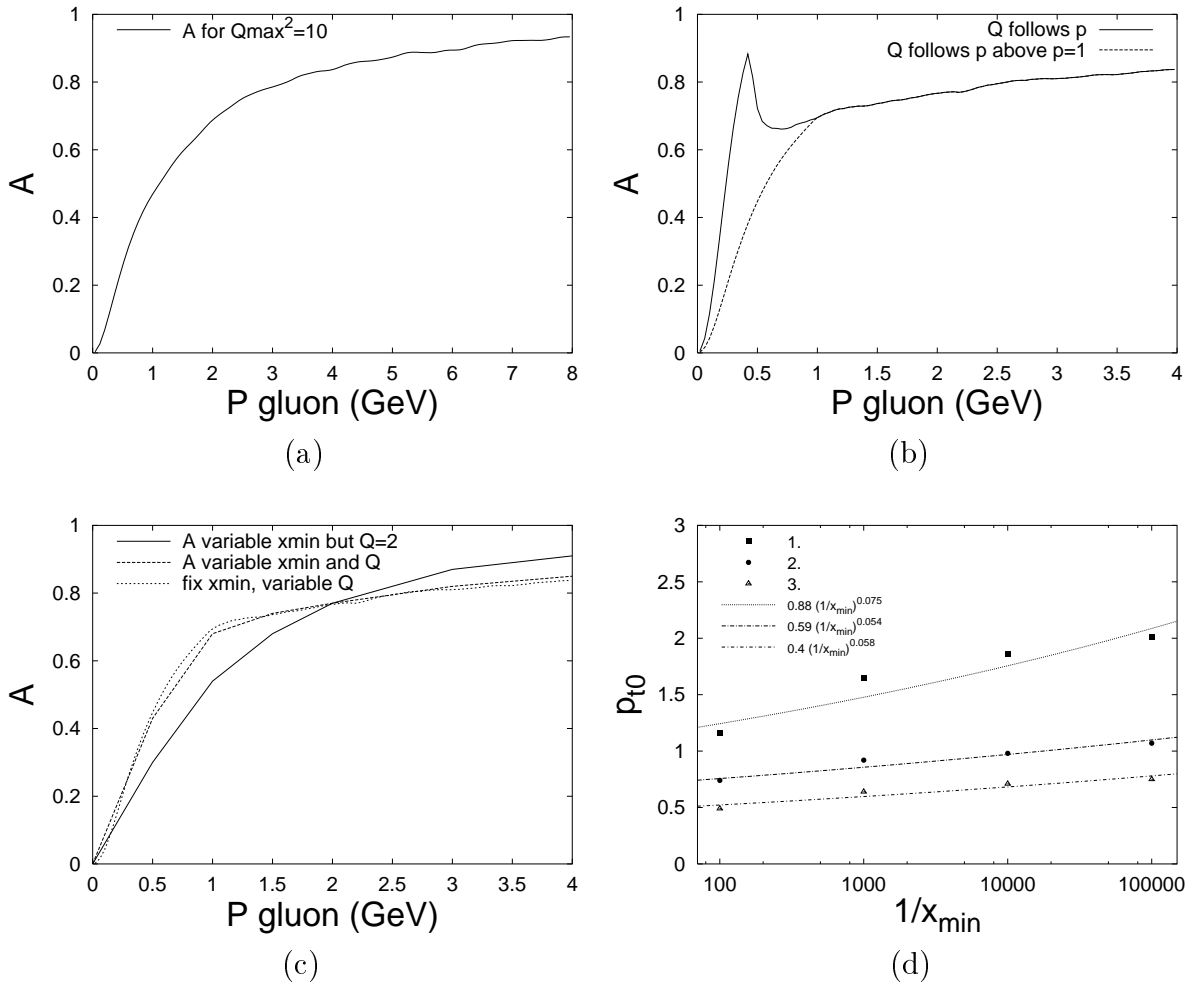 A for Qmax²=10
1
0.8
0.6
0.4
0.2
0
A
0 1 2 3 4 5 6 7 8
P gluon (GeV)
(a)
Q follows p
Q follows p above p=1
1
0.8
0.6
0.4
0.2
0
A
0 0.5 1 1.5 2 2.5 3 3.5 4
P gluon (GeV)
(b)
A variable xmin but Q=2
A variable xmin and Q
fix xmin, variable Q
1
0.8
0.6
0.4
0.2
0
A
0 0.5 1 1.5 2 2.5 3 3.5 4
P gluon (GeV)
(c)
1.
2.
3.
0.88 (1/x_min)^0.075
0.59 (1/x_min)^0.054
0.4 (1/x_min)^0.058
3
2.5
2
1.5
1
0.5
0
p_t0
100 1000 10000 100000
1/x_min
(d)